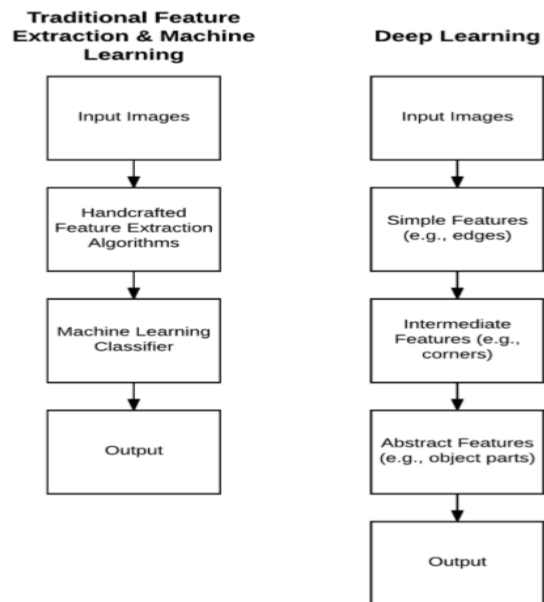 Traditional Feature
Extraction & Machine
Learning
Input Images
Handcrafted
Feature Extraction
Algorithms
Machine Learning
Classifier
Output
Deep Learning
Input Images
Simple Features
(e.g., edges)
Intermediate
Features (e.g.,
corners)
Abstract Features
(e.g., object parts)
Output